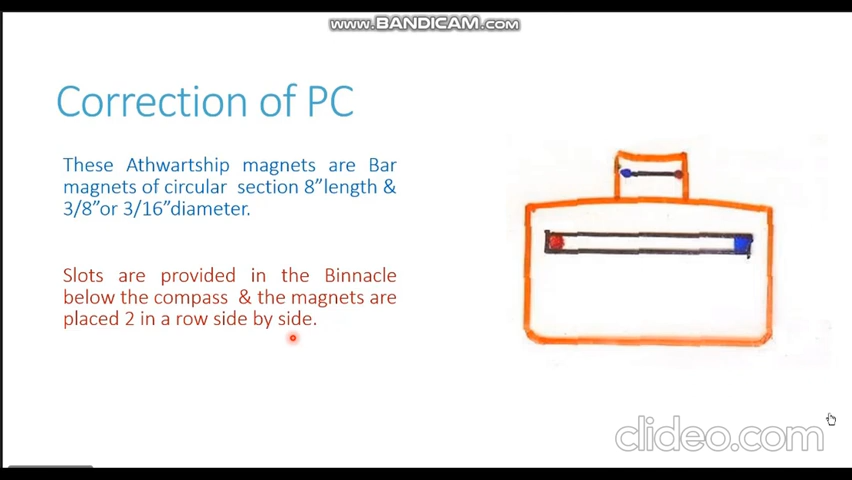 www.BANDICAM.com
Correction of PC
These Athwartship magnets are Bar
magnets of circular section 8”length &
3/8”or 3/16”diameter.
Slots are provided in the Binnacle
below the compass & the magnets are
placed 2 in a row side by side.
clideo.com